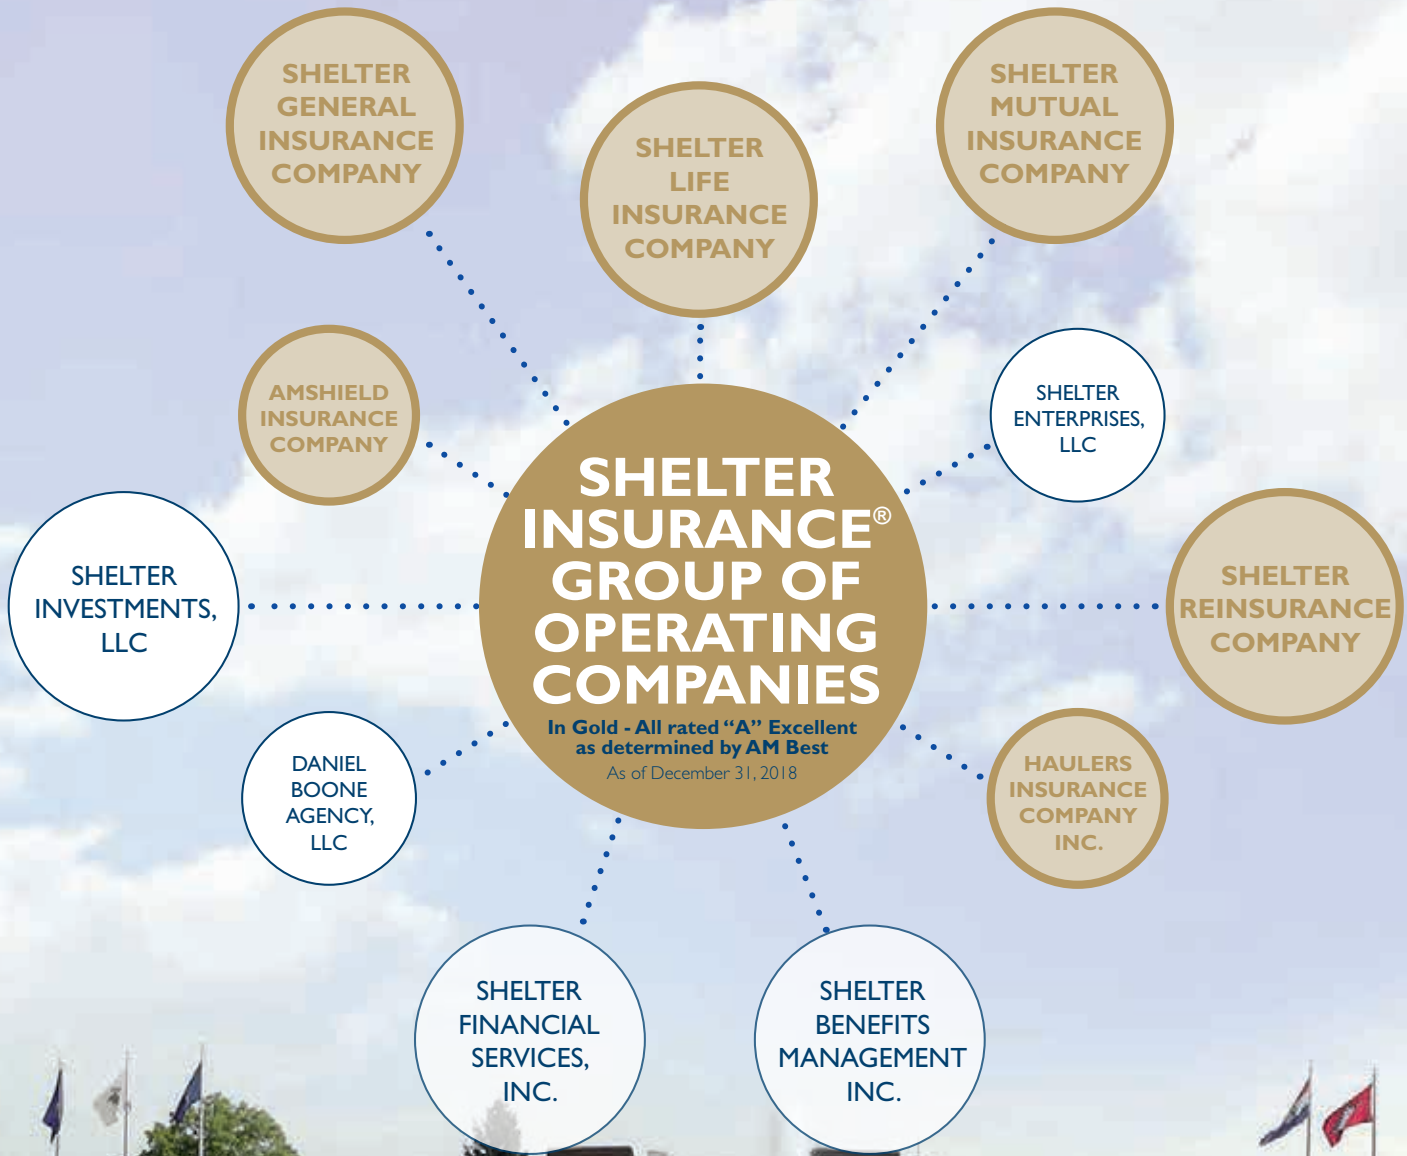 SHELTER
GENERAL
INSURANCE
COMPANY
SHELTER
LIFE
INSURANCE
COMPANY
SHELTER
MUTUAL
INSURANCE
COMPANY
AMSHIELD
INSURANCE
COMPANY
SHELTER
ENTERPRISES,
LLC
SHELTER
INVESTMENTS,
LLC
SHELTER
INSURANCE®
GROUP OF
OPERATING
COMPANIES
In Gold - All rated “A” Excellent
as determined by AM Best
As of December 31, 2018
SHELTER
REINSURANCE
COMPANY
DANIEL
BOONE
AGENCY,
LLC
HAULERS
INSURANCE
COMPANY
INC.
SHELTER
FINANCIAL
SERVICES,
INC.
SHELTER
BENEFITS
MANAGEMENT
INC.